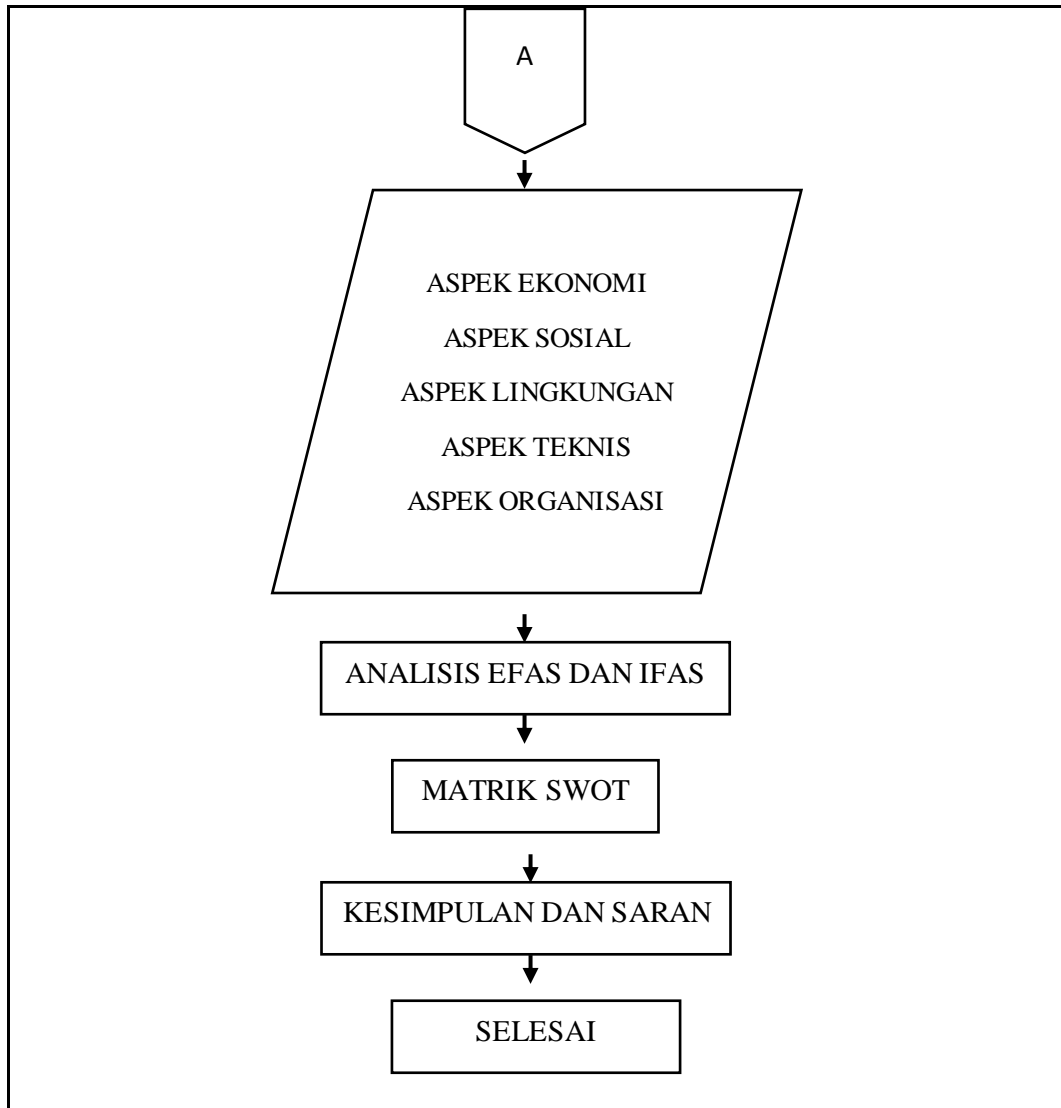 A
ASPEK EKONOMI
ASPEK SOSIAL
ASPEK LINGKUNGAN
ASPEK TEKNIS
ASPEK ORGANISASI
ANALISIS EFAS DAN IFAS
MATRIK SWOT
KESIMPULAN DAN SARAN
SELESAI